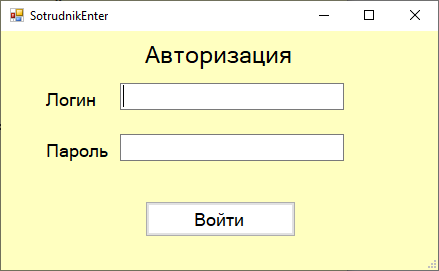 SotrudnikEnter
Авторизация
Логин
Пароль
Войти